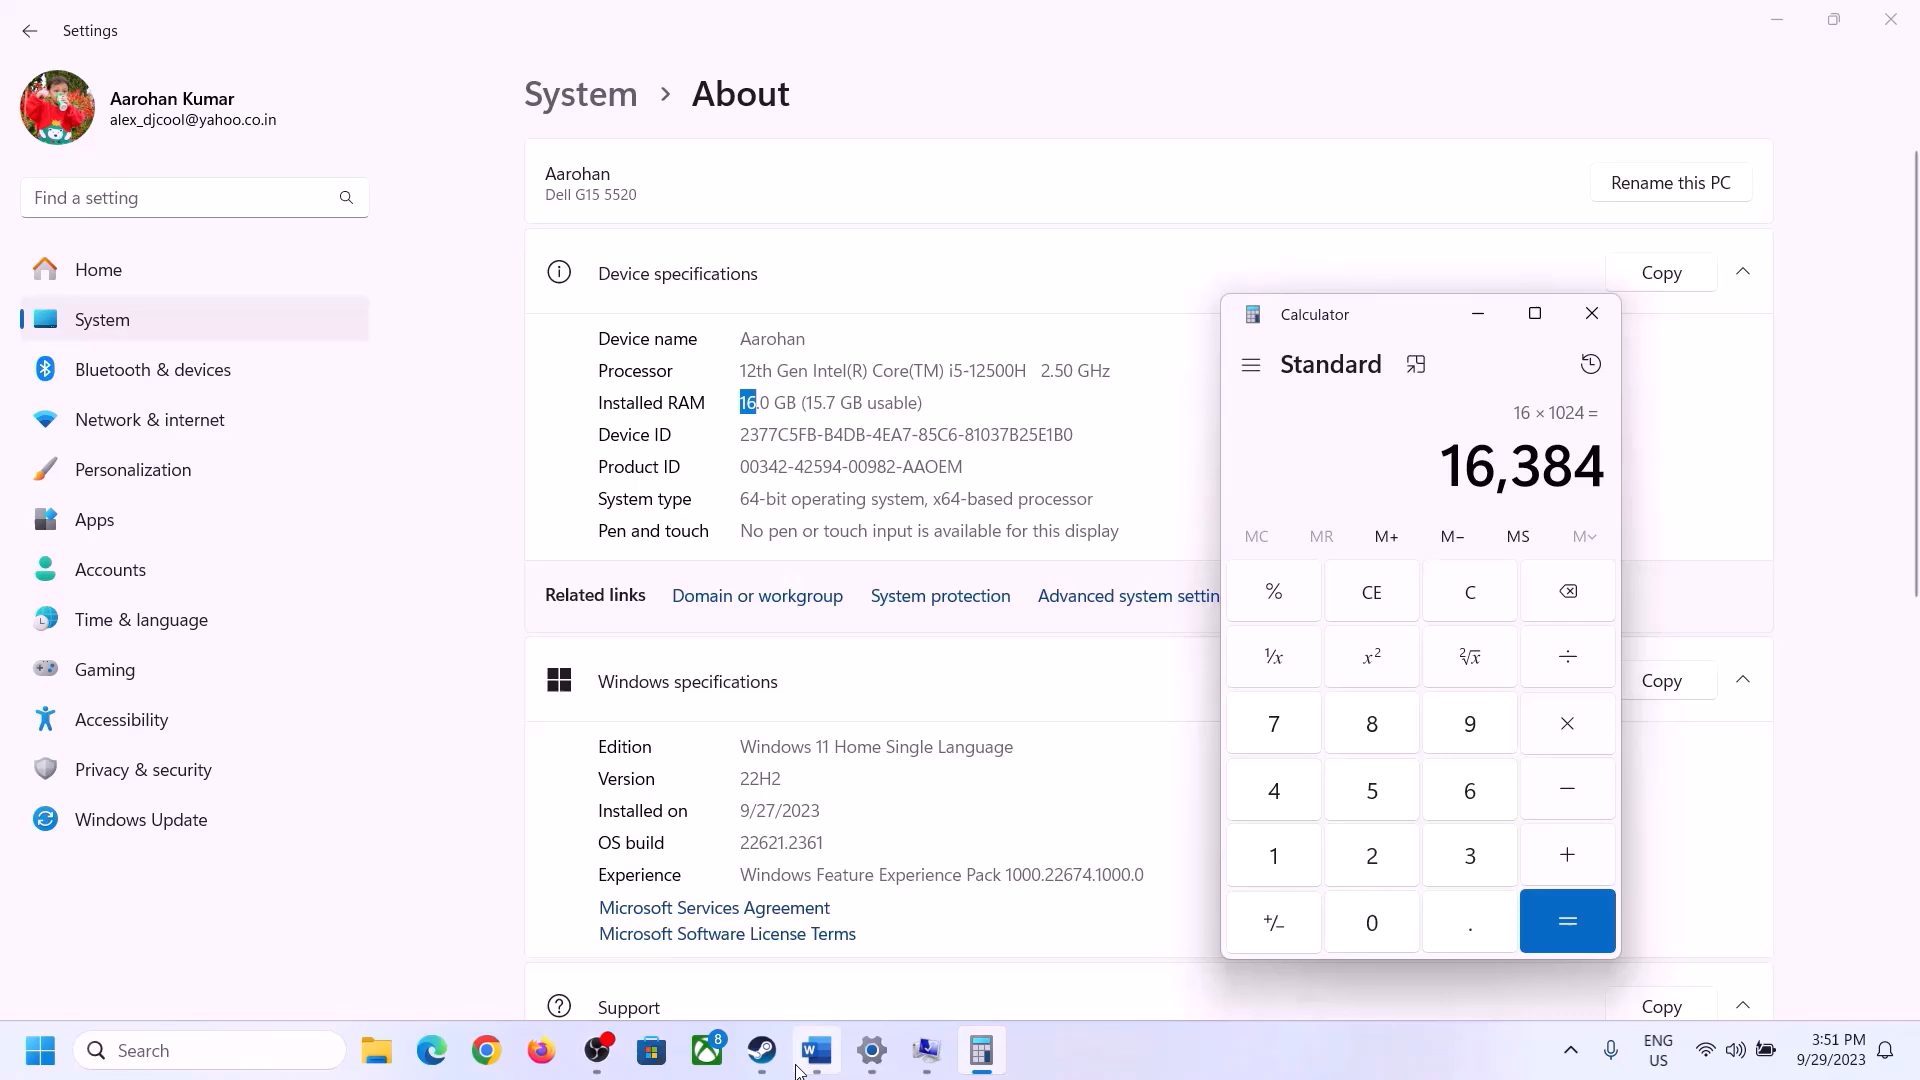 Settings
Aarohan Kumar
alex_djcool@yahoo.co.in
Find a setting
Home
System
Bluetooth & devices
Network & internet
Personalization
Apps
Accounts
Time & language
Gaming
Accessibility
Privacy & security
Windows Update
System > About
Aarohan
Dell G15 5520
Rename this PC
Device specifications
Copy
Device name Aarohan
Processor 12th Gen Intel(R) Core(TM) i5-12500H 2.50 GHz
Installed RAM 16.0 GB (15.7 GB usable)
Device ID 2377C5FB-B4DB-4EA7-85C6-81037B25E1B0
Product ID 00342-42594-00982-AAOEM
System type 64-bit operating system, x64-based processor
Pen and touch No pen or touch input is available for this display
Related links Domain or workgroup System protection Advanced system settin
Windows specifications
Copy
Edition Windows 11 Home Single Language
Version 22H2
Installed on 9/27/2023
OS build 22621.2361
Experience Windows Feature Experience Pack 1000.22674.1000.0
Microsoft Services Agreement
Microsoft Software License Terms
Support
Copy
Calculator
Standard
16 × 1024 =
16,384
MC MR M+ M− MS M
% CE C
¹/x x² ²√x ÷
7 8 9 ×
4 5 6 −
1 2 3 +
+/− 0 . =
Search
8
W
ENG
US
3:51 PM
9/29/2023